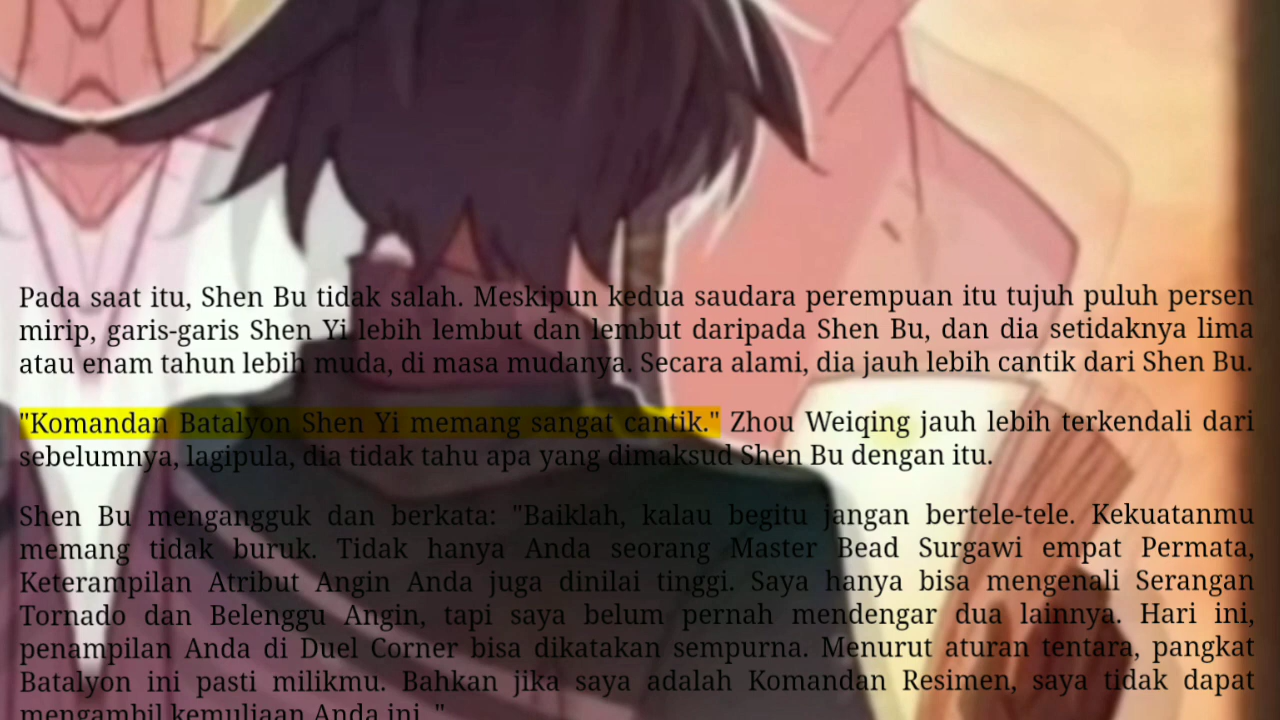 Pada saat itu, Shen Bu tidak salah. Meskipun kedua saudara perempuan itu tujuh puluh persen
mirip, garis-garis Shen Yi lebih lembut dan lembut daripada Shen Bu, dan dia setidaknya lima
atau enam tahun lebih muda, di masa mudanya. Secara alami, dia jauh lebih cantik dari Shen Bu.
"Komandan Batalyon Shen Yi memang sangat cantik." Zhou Weiqing jauh lebih terkendali dari
sebelumnya, lagipula, dia tidak tahu apa yang dimaksud Shen Bu dengan itu.
Shen Bu mengangguk dan berkata: "Baiklah, kalau begitu jangan bertele-tele. Kekuatanmu
memang tidak buruk. Tidak hanya Anda seorang Master Bead Surgawi empat Permata,
Keterampilan Atribut Angin Anda juga dinilai tinggi. Saya hanya bisa mengenali Serangan
Tornado dan Belenggu Angin, tapi saya belum pernah mendengar dua lainnya. Hari ini,
penampilan Anda di Duel Corner bisa dikatakan sempurna. Menurut aturan tentara, pangkat
Batalyon ini pasti milikmu. Bahkan jika saya adalah Komandan Resimen, saya tidak dapat
mengambil kemuliaan Anda ini. "